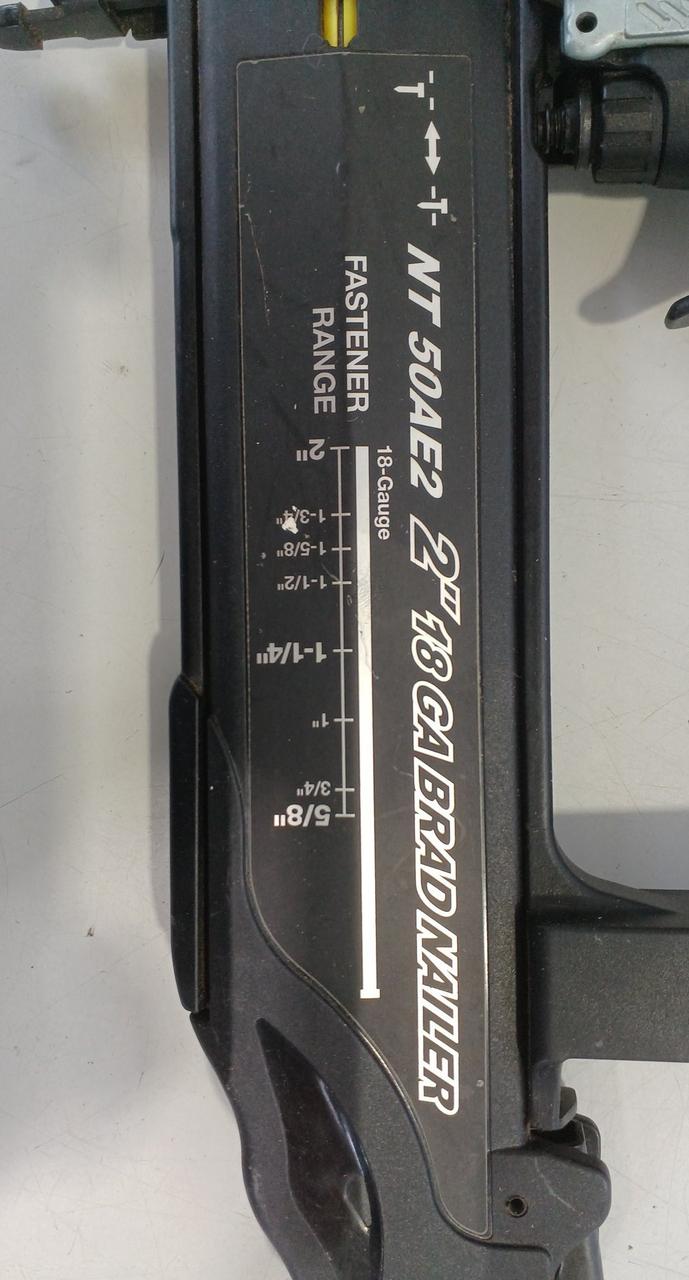 NT 50AE2 2" 18 GA BRAD NAILER
18-Gauge
FASTENER
RANGE
2"
1-3/4"
1-5/8"
1-1/2"
1-1/4"
1"
3/4"
5/8"